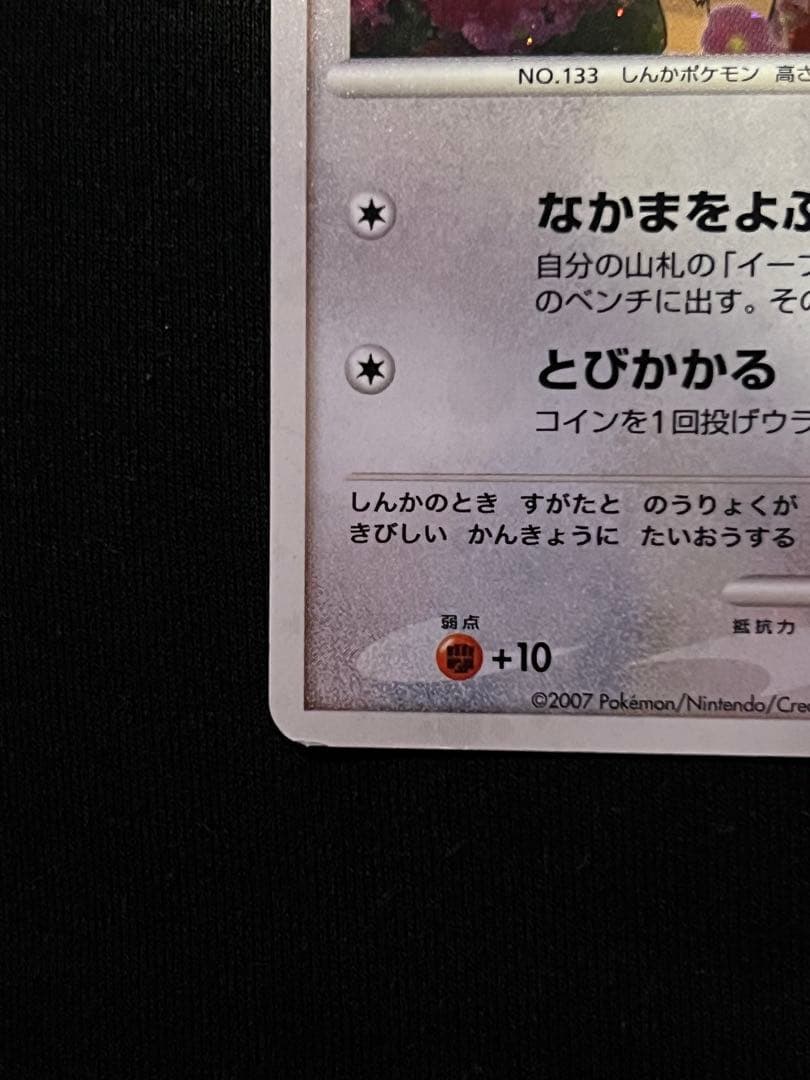 NO.133 しんかポケモン 高さ
なかまをよぶ
自分の山札の「イーブ
のベンチに出す。その
とびかかる
コインを1回投げウラ
しんかのとき すがたと のうりょくが
きびしい かんきょうに たいおうする
弱点
抵抗力
+10
©2007 Pokémon/Nintendo/Crea